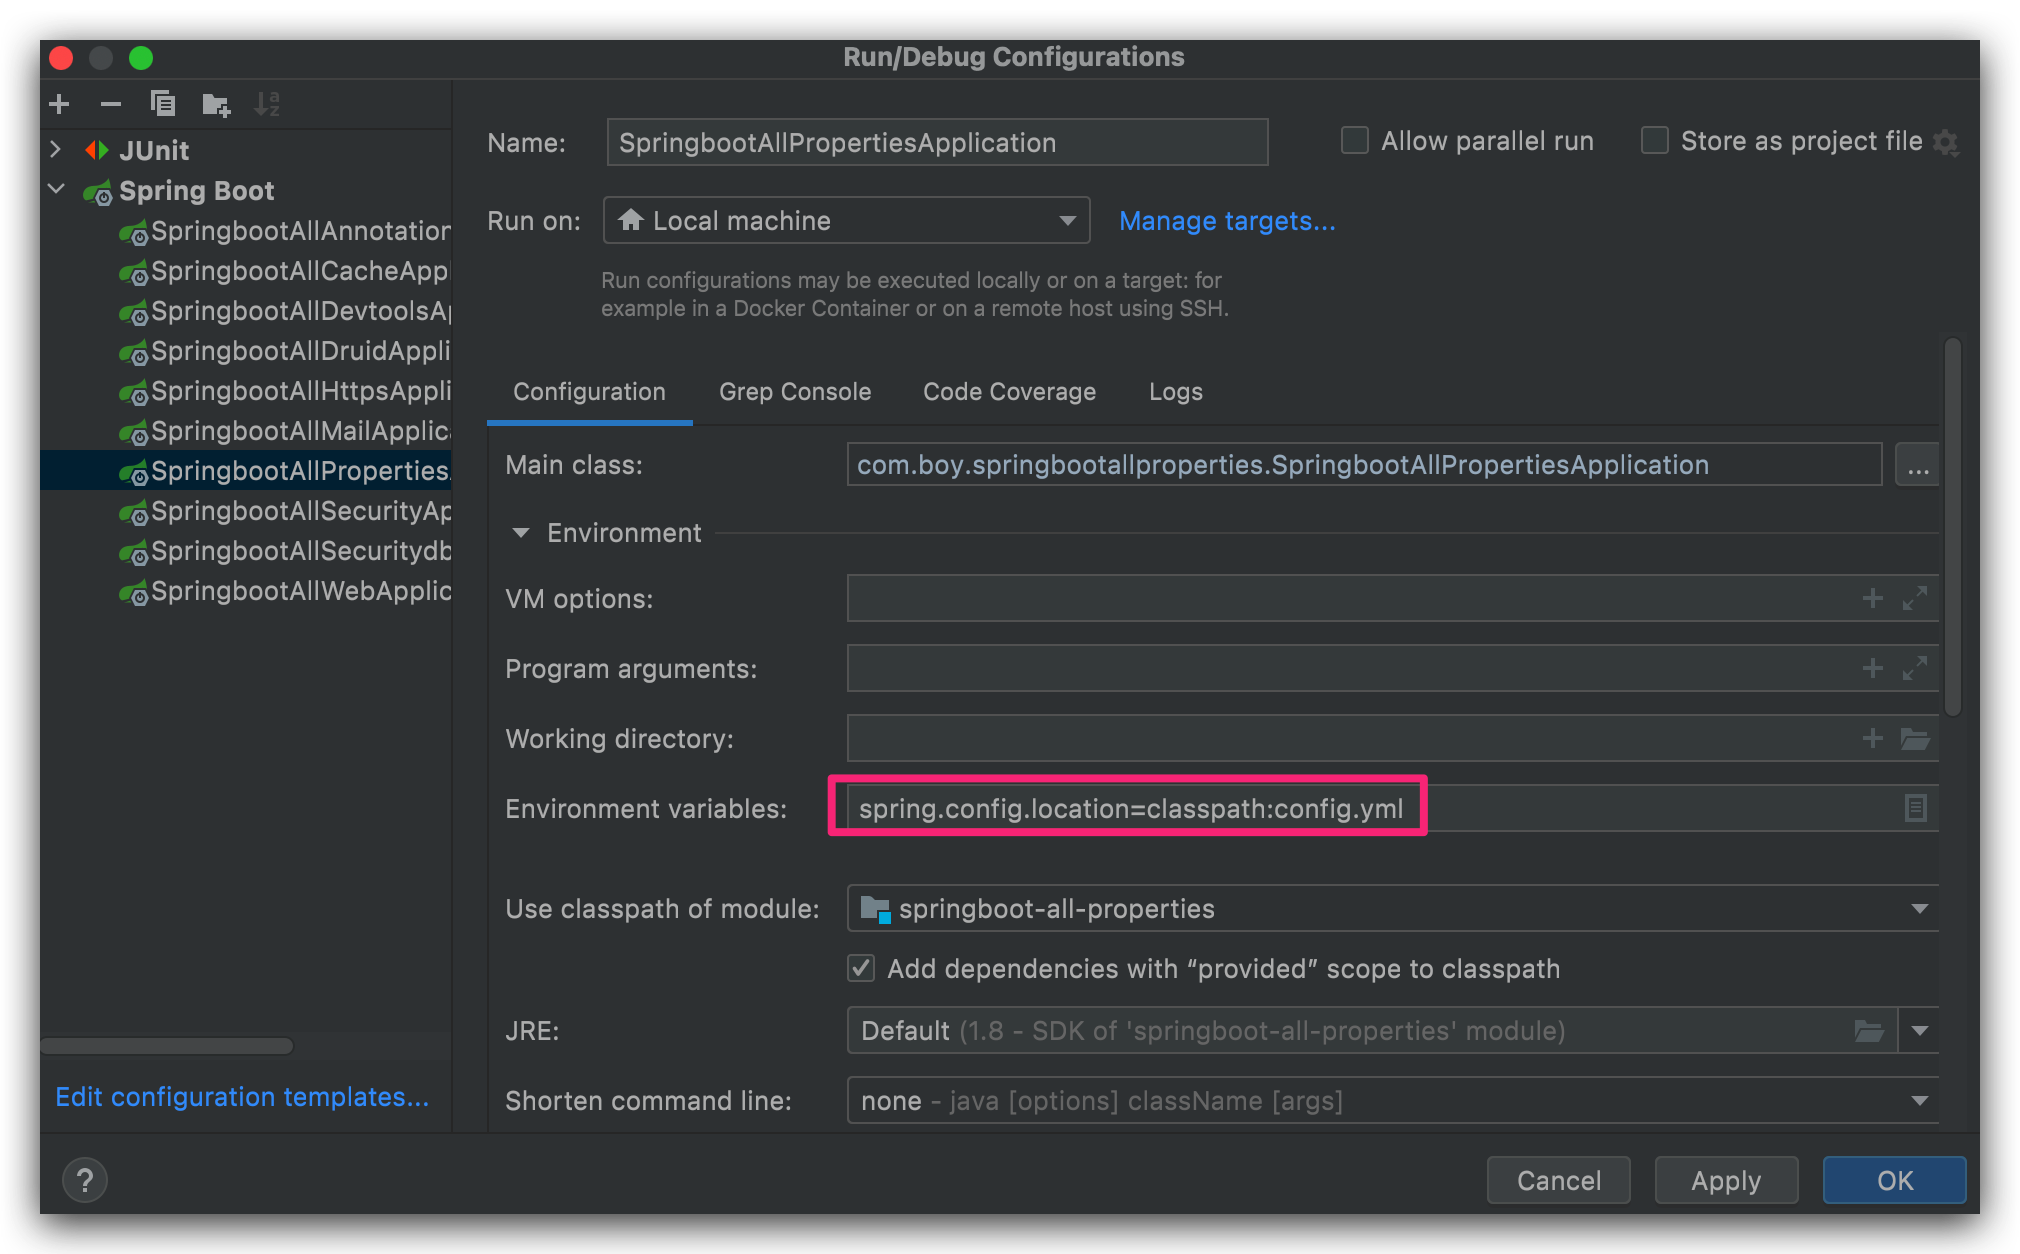 Run/Debug Configurations
JUnit
Spring Boot
SpringbootAllAnnotation
SpringbootAllCacheAppl
SpringbootAllDevtoolsAp
SpringbootAllDruidAppli
SpringbootAllHttpsAppli
SpringbootAllMailApplica
SpringbootAllProperties
SpringbootAllSecurityAp
SpringbootAllSecuritydb
SpringbootAllWebApplic
Edit configuration templates...
Name: SpringbootAllPropertiesApplication Allow parallel run Store as project file
Run on: Local machine Manage targets...
Run configurations may be executed locally or on a target: for
example in a Docker Container or on a remote host using SSH.
Configuration Grep Console Code Coverage Logs
Main class: com.boy.springbootallproperties.SpringbootAllPropertiesApplication ...
Environment
VM options:
Program arguments:
Working directory:
Environment variables: spring.config.location=classpath:config.yml
Use classpath of module: springboot-all-properties
Add dependencies with “provided” scope to classpath
JRE: Default (1.8 - SDK of 'springboot-all-properties' module)
Shorten command line: none - java [options] className [args]
? Cancel Apply OK